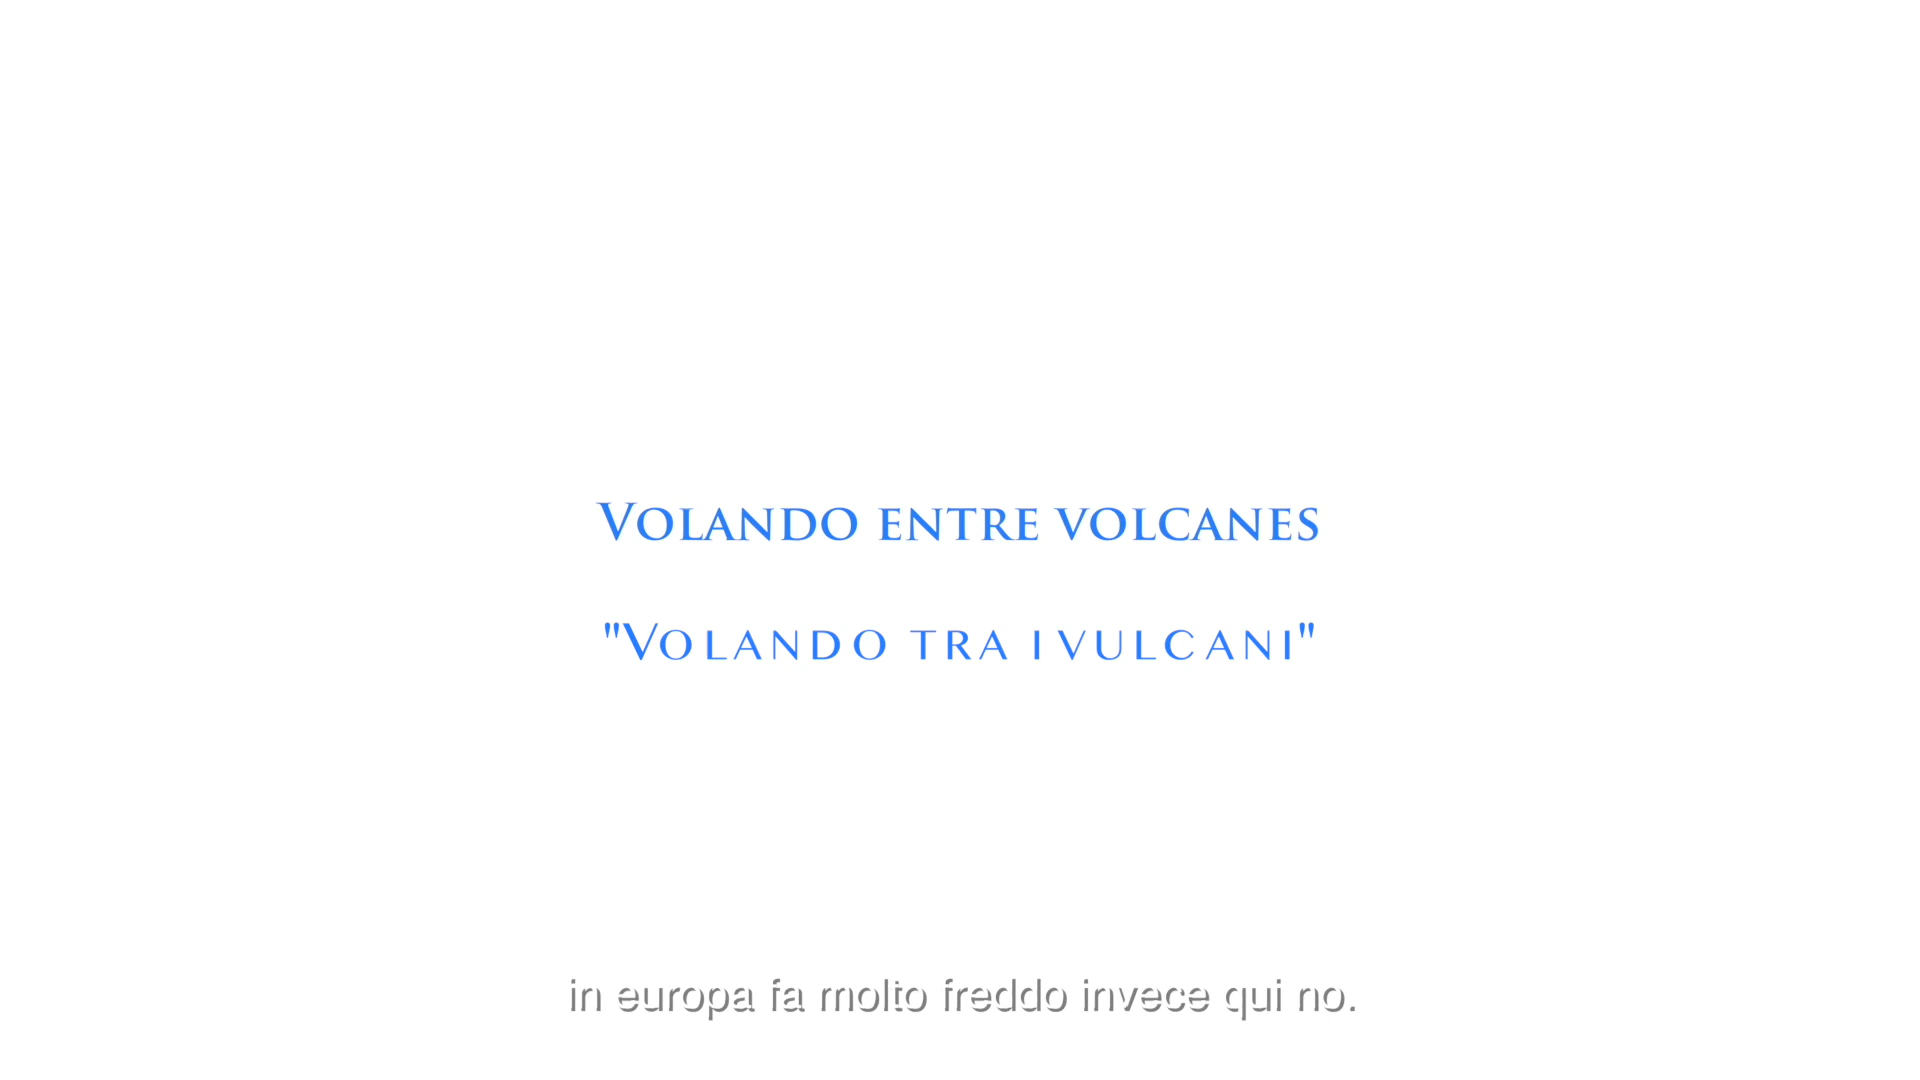 Volando entre volcanes
"Volando tra i vulcani"
in europa fa molto freddo invece qui no.